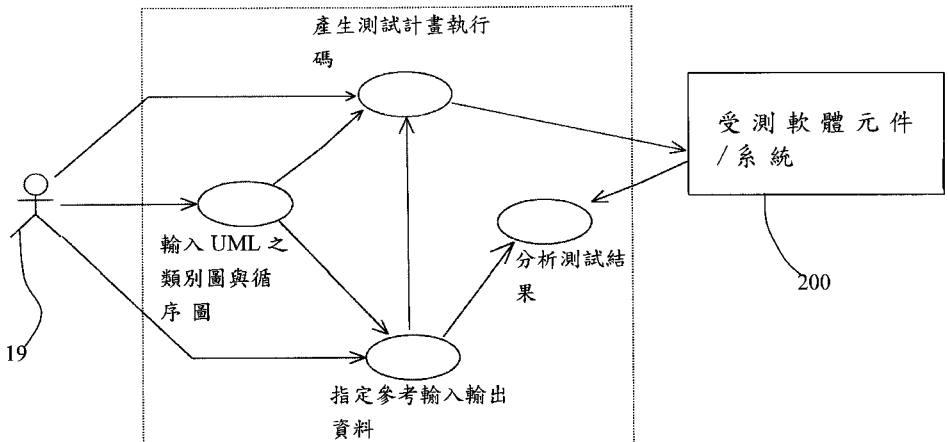 產生測試計畫執行
碼
受測軟體元件
/系統
輸入 UML 之
類別圖與循
序圖
分析測試結
果
200
19
指定參考輸入輸出
資料